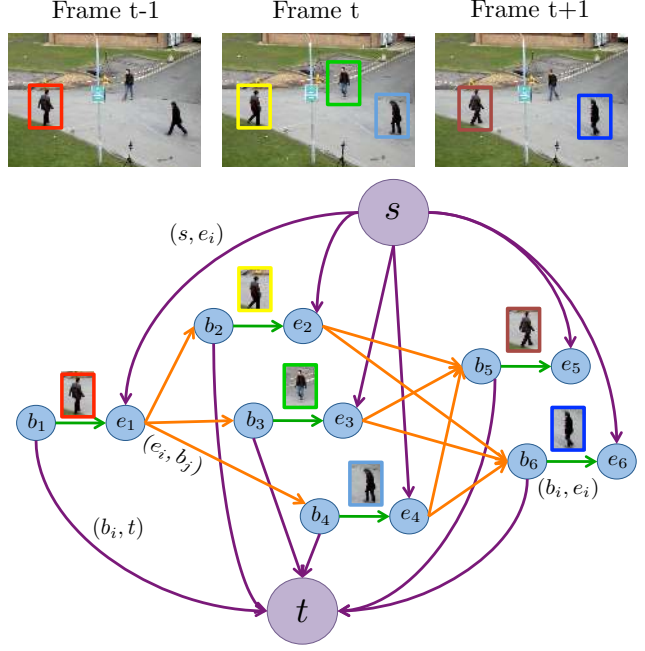 Frame t-1
Frame t
Frame t+1
s
(s, e_i)
b_2
e_2
b_5
e_5
b_1
e_1
b_3
e_3
(e_i, b_j)
b_6
e_6
(b_i, e_i)
b_4
e_4
(b_i, t)
t